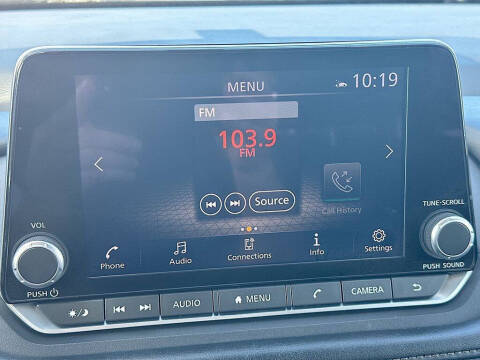 MENU 10:19
FM
103.9
FM
Source
Call History
Phone Audio Connections Info Settings
VOL
PUSH
TUNE·SCROLL
PUSH SOUND
AUDIO MENU CAMERA